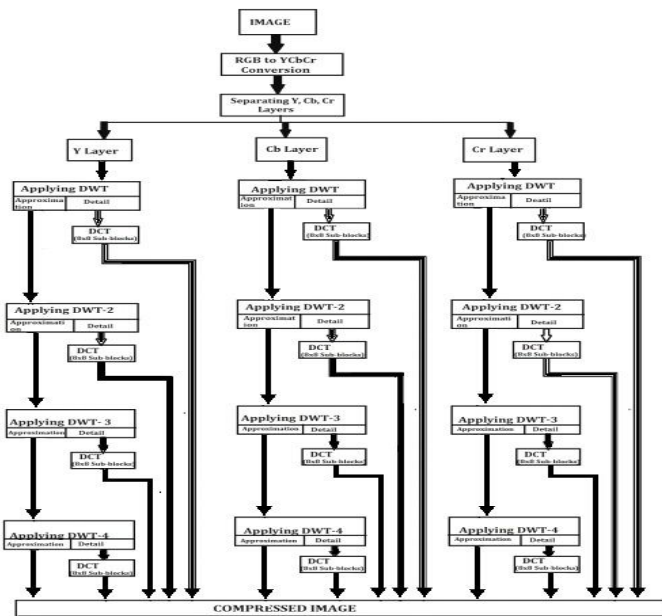 IMAGE
RGB to YCbCr
Conversion
Separating Y, Cb, Cr
Layers
Y Layer
Cb Layer
Cr Layer
Applying DWT
Approxima
tion
Detail
DCT
(8x8 Sub-blocks)
Applying DWT
Approximat
ion
Detail
DCT
(8x8 Sub-blocks)
Applying DWT
Approxima
tion
Deatil
DCT
(8x8 Sub-blocks)
Applying DWT-2
Approximati
on
Detail
DCT
(8x8 Sub-blocks)
Applying DWT-2
Approximat
ion
Detail
DCT
(8x8 Sub-blocks)
Applying DWT-2
Approximati
on
Detail
DCT
(8x8 Sub-blocks)
Applying DWT- 3
Approximation
Detail
DCT
(8x8 Sub-blocks)
Applying DWT-3
Approximation
Detail
DCT
(8x8 Sub-blocks)
Applying DWT-3
Approximation
Detail
DCT
(8x8 Sub-blocks)
Applying DWT-4
Approximation
Detail
DCT
(8x8 Sub-blocks)
Applying DWT-4
Approximation
Detail
DCT
(8x8 Sub-blocks)
Applying DWT-4
Approximation
Detail
DCT
(8x8 Sub-blocks)
COMPRESSED IMAGE